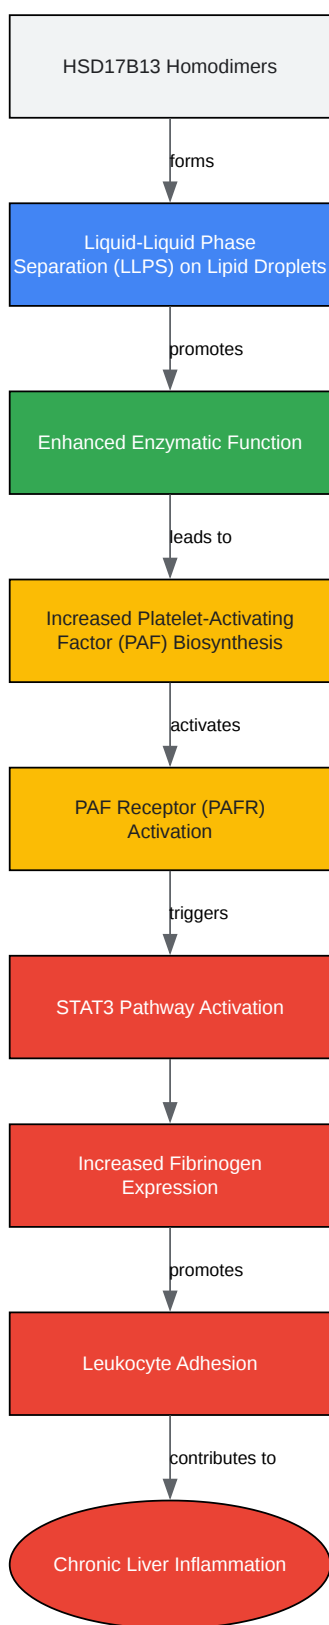 HSD17B13 Homodimers
forms
Liquid-Liquid Phase
Separation (LLPS) on Lipid Droplets
promotes
Enhanced Enzymatic Function
leads to
Increased Platelet-Activating
Factor (PAF) Biosynthesis
activates
PAF Receptor (PAFR)
Activation
triggers
STAT3 Pathway Activation
Increased Fibrinogen
Expression
promotes
Leukocyte Adhesion
contributes to
Chronic Liver Inflammation